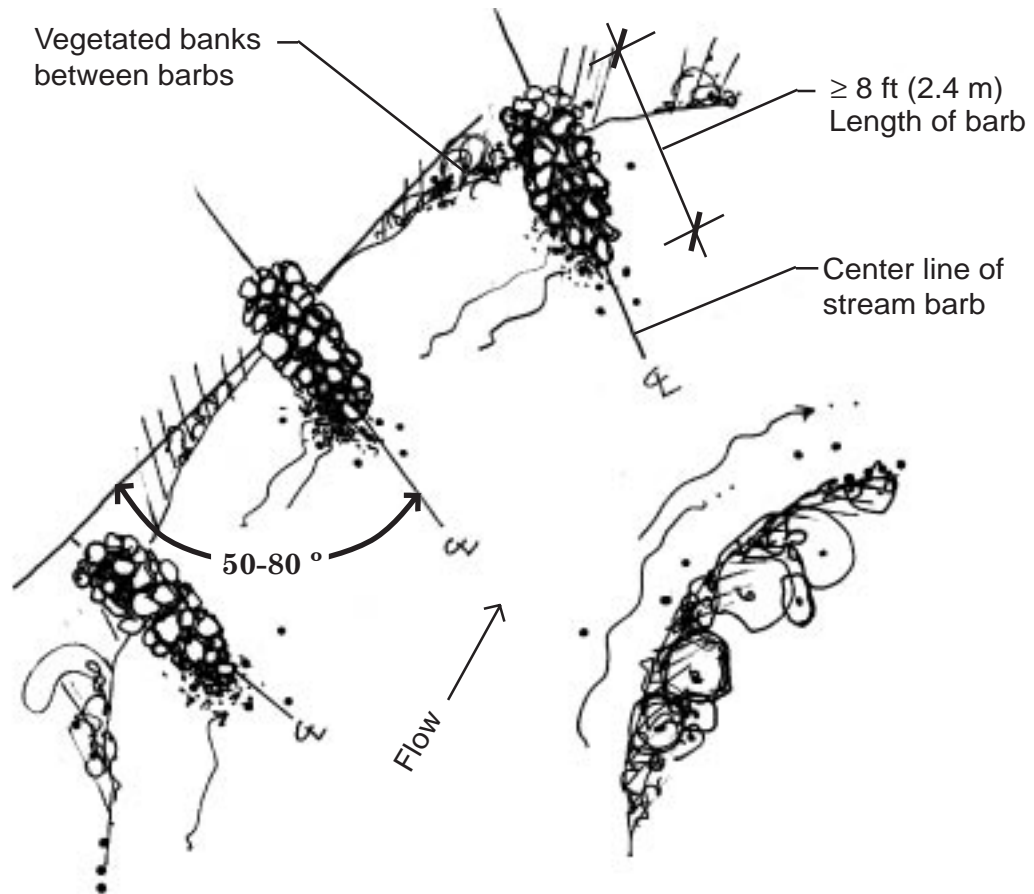 Vegetated banks
between barbs
≥ 8 ft (2.4 m)
Length of barb
Center line of
stream barb
50-80 º
Flow